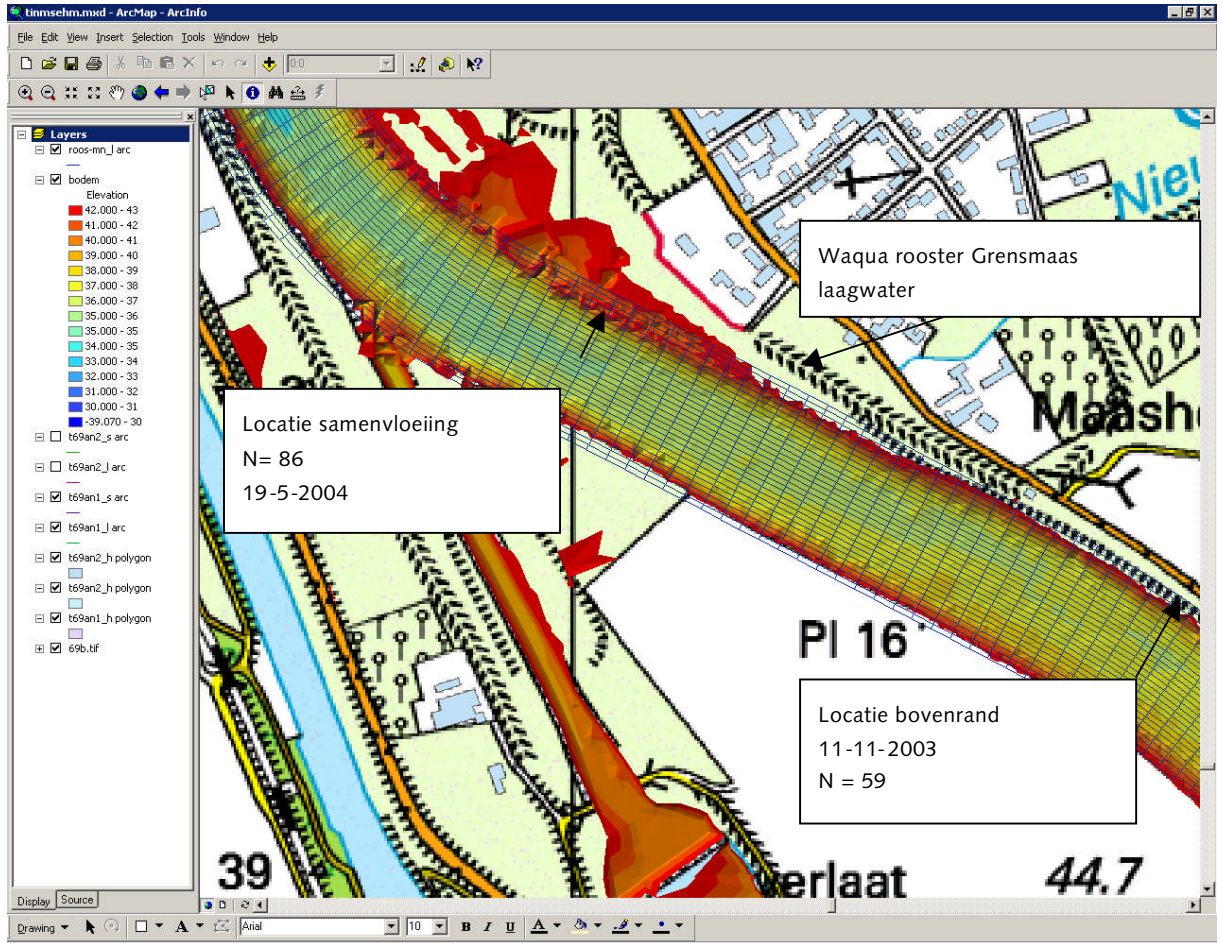 tinmsehm.mxd - ArcMap - ArcInfo
File Edit View Insert Selection Tools Window Help
0:0
Layers
roos-mn_l arc
bodem
Elevation
42.000 - 43
41.000 - 42
40.000 - 41
39.000 - 40
38.000 - 39
37.000 - 38
36.000 - 37
35.000 - 36
35.000 - 35
34.000 - 35
33.000 - 34
32.000 - 33
31.000 - 32
30.000 - 31
-39.070 - 30
t69an2_s arc
t69an2_l arc
t69an1_s arc
t69an1_l arc
t69an2_h polygon
t69an2_h polygon
t69an1_h polygon
69b.tif
Display Source
Nieu
Waqua rooster Grensmaas
laagwater
Maashe
Locatie samenvloeiing
N= 86
19-5-2004
Pl 16
Locatie bovenrand
11-11-2003
N = 59
39
erlaat
44.7
Drawing A Arial 10 B I U A